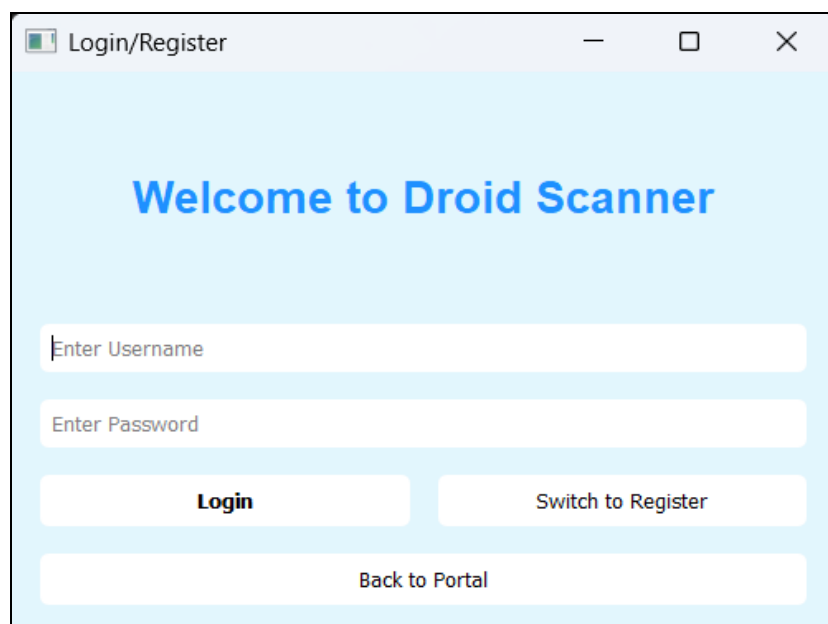 Login/Register
Welcome to Droid Scanner
Enter Username
Enter Password
Login
Switch to Register
Back to Portal